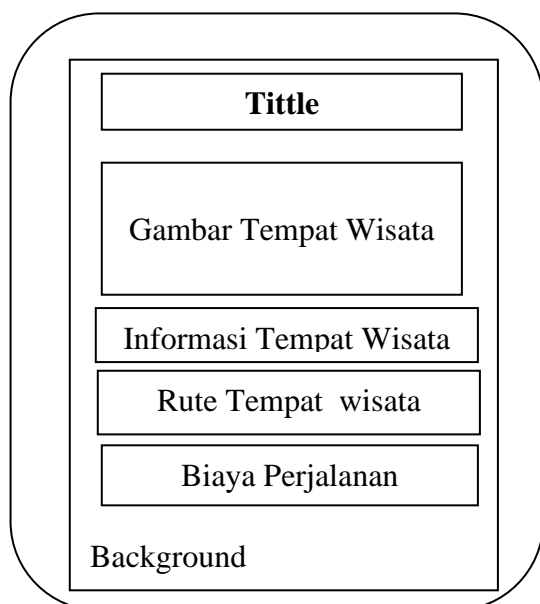 Tittle
Gambar Tempat Wisata
Informasi Tempat Wisata
Rute Tempat wisata
Biaya Perjalanan
Background